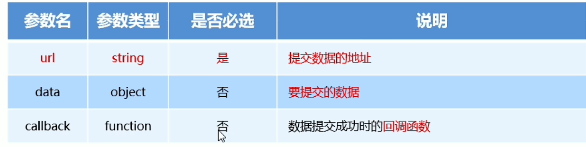 参数名 参数类型 是否必选 说明
url string 是 提交数据的地址
data object 否 要提交的数据
callback function 否 数据提交成功时的回调函数